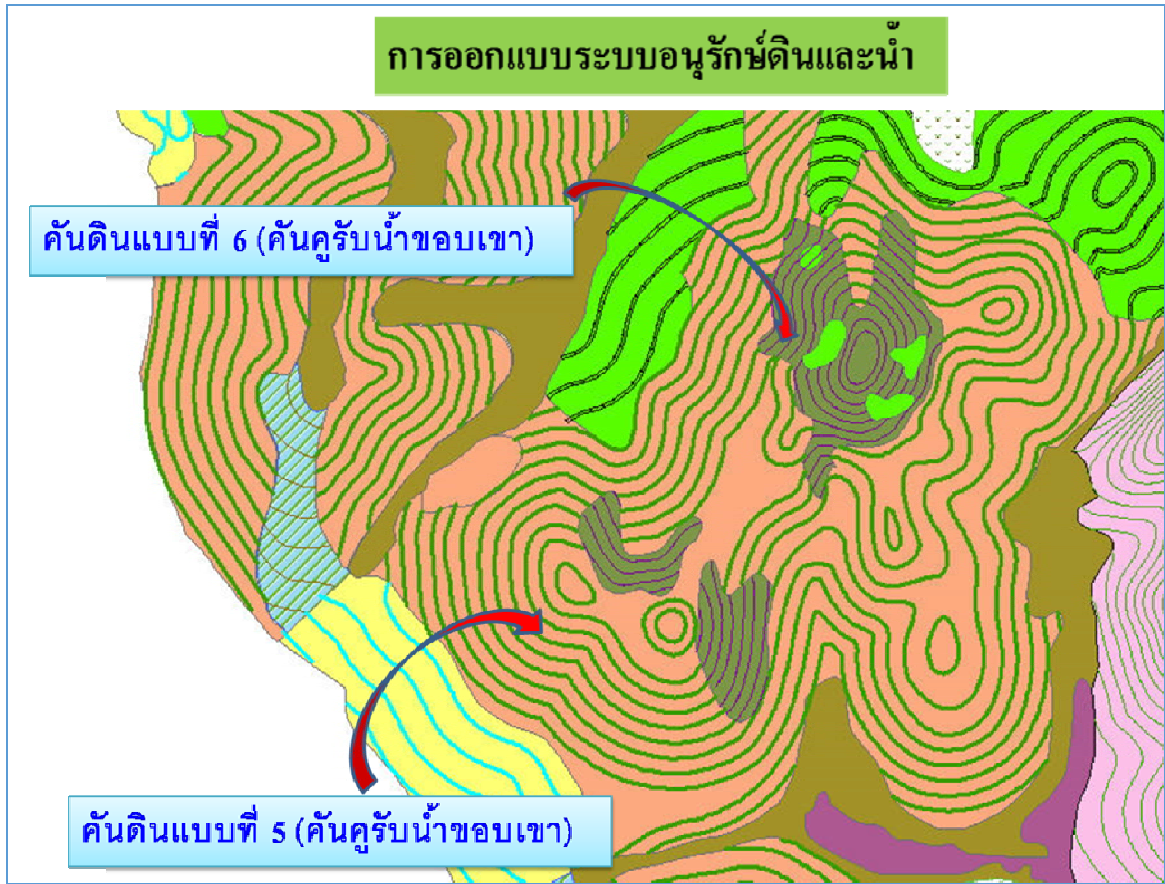 การออกแบบระบบอนุรักษ์ดินและน้ำ
คันดินแบบที่ 6 (คันคูรับน้ำขอบเขา)
คันดินแบบที่ 5 (คันคูรับน้ำขอบเขา)